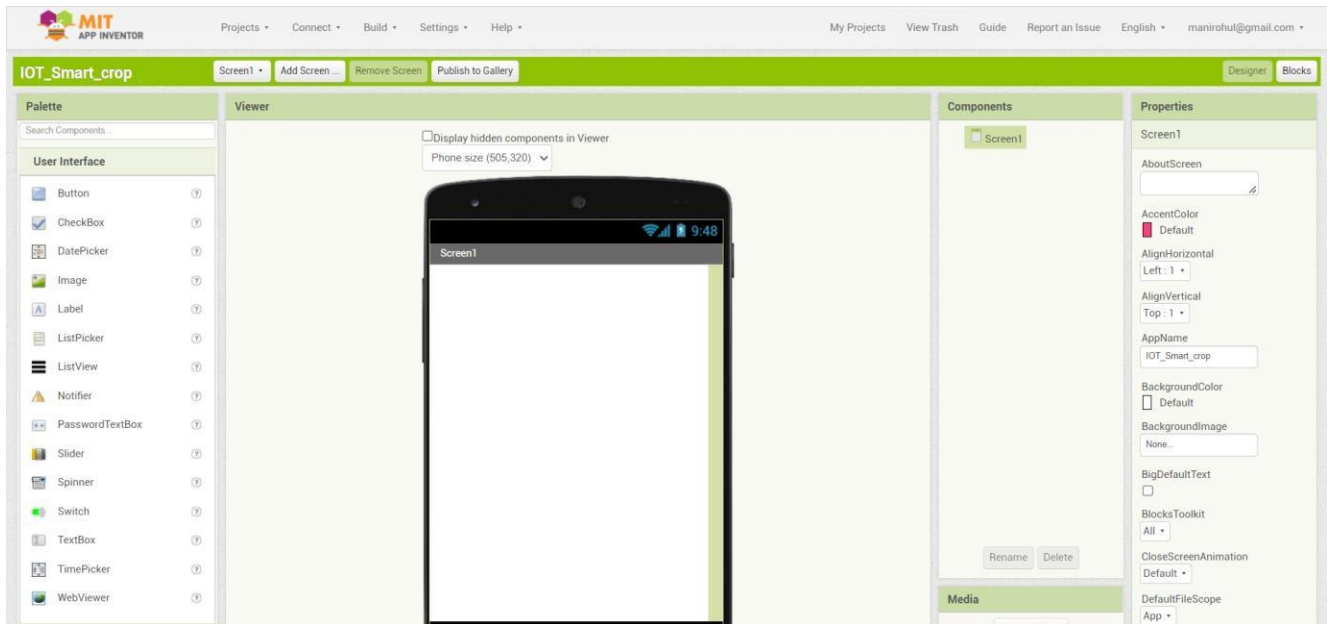 MIT
APP INVENTOR
Projects Connect Build Settings Help My Projects View Trash Guide Report an Issue English manirohul@gmail.com
IOT_Smart_crop Screen1 Add Screen ... Remove Screen Publish to Gallery Designer Blocks
Palette
Search Components...
User Interface
Button
CheckBox
DatePicker
Image
Label
ListPicker
ListView
Notifier
PasswordTextBox
Slider
Spinner
Switch
TextBox
TimePicker
WebViewer
Viewer
Display hidden components in Viewer
Phone size (505,320)
9:48
Screen1
Components
Screen1
Rename Delete
Media
Properties
Screen1
AboutScreen
AccentColor
Default
AlignHorizontal
Left : 1
AlignVertical
Top : 1
AppName
IOT_Smart_crop
BackgroundColor
Default
BackgroundImage
None...
BigDefaultText
BlocksToolkit
All
CloseScreenAnimation
Default
DefaultFileScope
App